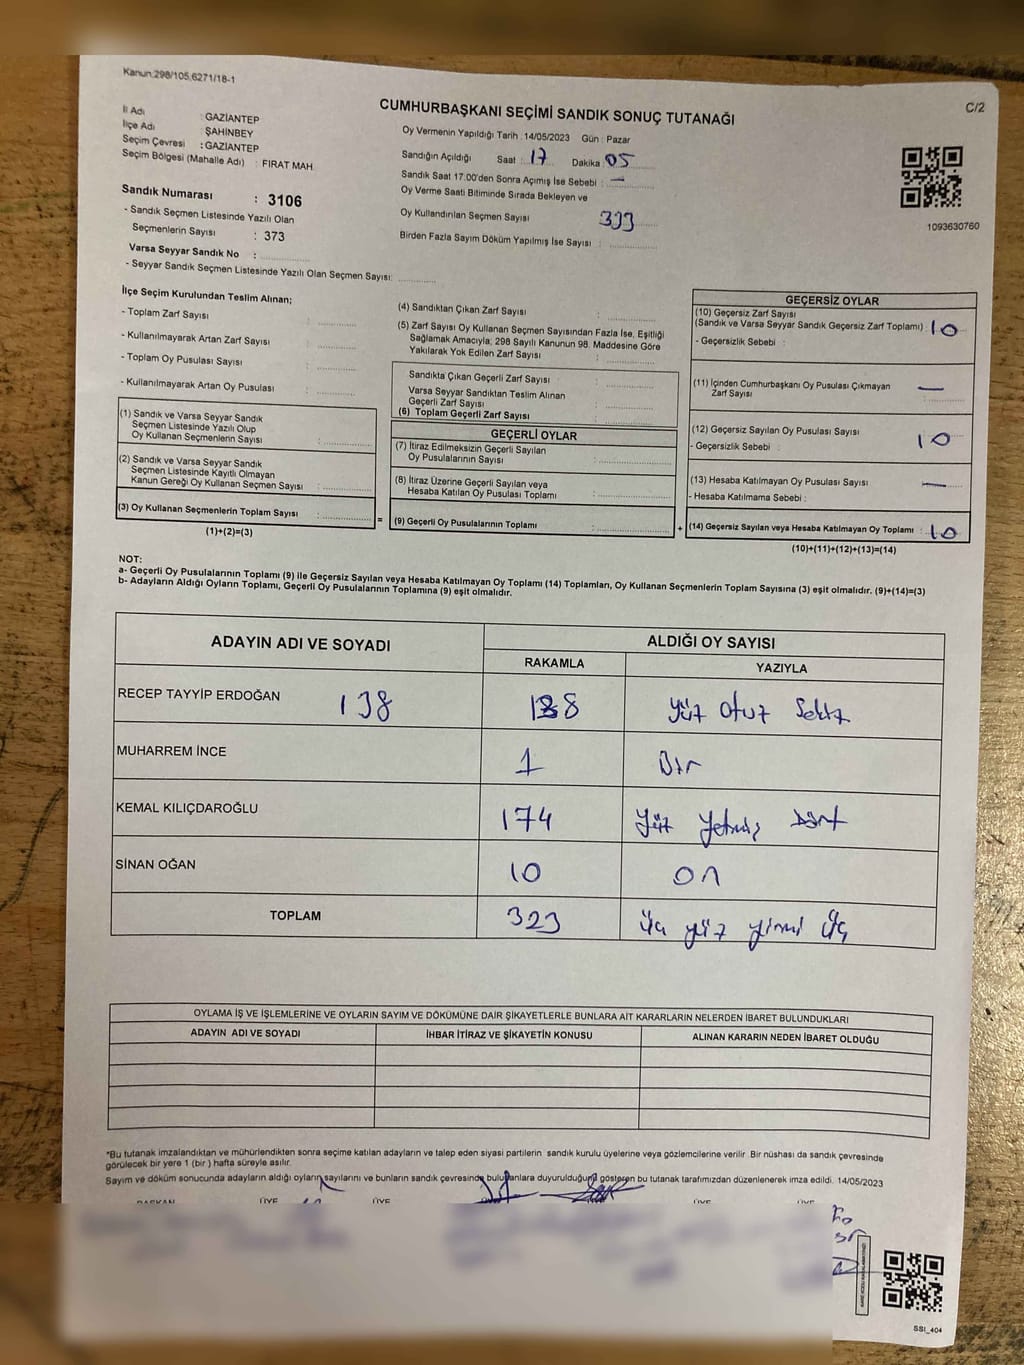 Kanun:298/105,6271/18-1
C/2
CUMHURBAŞKANI SEÇİMİ SANDIK SONUÇ TUTANAĞI
İl Adı : GAZİANTEP
İlçe Adı : ŞAHİNBEY
Seçim Çevresi : GAZİANTEP
Seçim Bölgesi (Mahalle Adı) : FIRAT MAH
Sandık Numarası : 3106
- Sandık Seçmen Listesinde Yazılı Olan
Seçmenlerin Sayısı : 373
Varsa Seyyar Sandık No :
- Seyyar Sandık Seçmen Listesinde Yazılı Olan Seçmen Sayısı:
Oy Vermenin Yapıldığı Tarih : 14/05/2023 Gün : Pazar
Sandığın Açıldığı Saat : 17 Dakika 05
Sandık Saat 17:00'den Sonra Açımış İse Sebebi : —
Oy Verme Saati Bitiminde Sırada Bekleyen ve
Oy Kullandırılan Seçmen Sayısı 333
Birden Fazla Sayım Döküm Yapılmış İse Sayısı :
1093630760
İlçe Seçim Kurulundan Teslim Alınan;
- Toplam Zarf Sayısı :
- Kullanılmayarak Artan Zarf Sayısı :
- Toplam Oy Pusulası Sayısı :
- Kullanılmayarak Artan Oy Pusulası :
(1) Sandık ve Varsa Seyyar Sandık
Seçmen Listesinde Yazılı Olup
Oy Kullanan Seçmenlerin Sayısı :
(2) Sandık ve Varsa Seyyar Sandık
Seçmen Listesinde Kayıtlı Olmayan
Kanun Gereği Oy Kullanan Seçmen Sayısı :
(3) Oy Kullanan Seçmenlerin Toplam Sayısı :
(1)+(2)=(3)
=
(4) Sandıktan Çıkan Zarf Sayısı :
(5) Zarf Sayısı Oy Kullanan Seçmen Sayısından Fazla İse, Eşitliği
Sağlamak Amacıyla; 298 Sayılı Kanunun 98. Maddesine Göre
Yakılarak Yok Edilen Zarf Sayısı :
Sandıkta Çıkan Geçerli Zarf Sayısı :
Varsa Seyyar Sandıktan Teslim Alınan
Geçerli Zarf Sayısı :
(6) Toplam Geçerli Zarf Sayısı :
GEÇERLİ OYLAR
(7) İtiraz Edilmeksizin Geçerli Sayılan
Oy Pusulalarının Sayısı :
(8) İtiraz Üzerine Geçerli Sayılan veya
Hesaba Katılan Oy Pusulası Toplamı :
(9) Geçerli Oy Pusulalarının Toplamı :
+
GEÇERSİZ OYLAR
(10) Geçersiz Zarf Sayısı
(Sandık ve Varsa Seyyar Sandık Geçersiz Zarf Toplamı) : 10
- Geçersizlik Sebebi :
(11) İçinden Cumhurbaşkanı Oy Pusulası Çıkmayan
Zarf Sayısı : —
(12) Geçersiz Sayılan Oy Pusulası Sayısı : 10
- Geçersizlik Sebebi :
(13) Hesaba Katılmayan Oy Pusulası Sayısı : —
- Hesaba Katılmama Sebebi :
(14) Geçersiz Sayılan veya Hesaba Katılmayan Oy Toplamı : 10
(10)+(11)+(12)+(13)=(14)
NOT:
a- Geçerli Oy Pusulalarının Toplamı (9) ile Geçersiz Sayılan veya Hesaba Katılmayan Oy Toplamı (14) Toplamları, Oy Kullanan Seçmenlerin Toplam Sayısına (3) eşit olmalıdır. (9)+(14)=(3)
b- Adayların Aldığı Oyların Toplamı, Geçerli Oy Pusulalarının Toplamına (9) eşit olmalıdır.
ADAYIN ADI VE SOYADI
ALDIĞI OY SAYISI
RAKAMLA
YAZIYLA
RECEP TAYYİP ERDOĞAN 138 138 Yüz otuz Sekiz
MUHARREM İNCE 1 Bir
KEMAL KILIÇDAROĞLU 174 Yüz Yetmiş Dört
SİNAN OĞAN 10 on
TOPLAM 323 Üç yüz yirmi Üç
OYLAMA İŞ VE İŞLEMLERİNE VE OYLARIN SAYIM VE DÖKÜMÜNE DAİR ŞİKAYETLERLE BUNLARA AİT KARARLARIN NELERDEN İBARET BULUNDUKLARI
ADAYIN ADI VE SOYADI
İHBAR İTİRAZ VE ŞİKAYETİN KONUSU
ALINAN KARARIN NEDEN İBARET OLDUĞU
*Bu tutanak imzalandıktan ve mühürlendikten sonra seçime katılan adayların ve talep eden siyasi partilerin sandık kurulu üyelerine veya gözlemcilerine verilir. Bir nüshası da sandık çevresinde
görülecek bir yere 1 (bir ) hafta süreyle asılır.
Sayım ve döküm sonucunda adayların aldığı oyların sayılarını ve bunların sandık çevresinde bulunanlara duyurulduğunu gösteren bu tutanak tarafımızdan düzenlenerek imza edildi. 14/05/2023
BAŞKAN ÜYE ÜYE ÜYE ÜYE
SSI_404